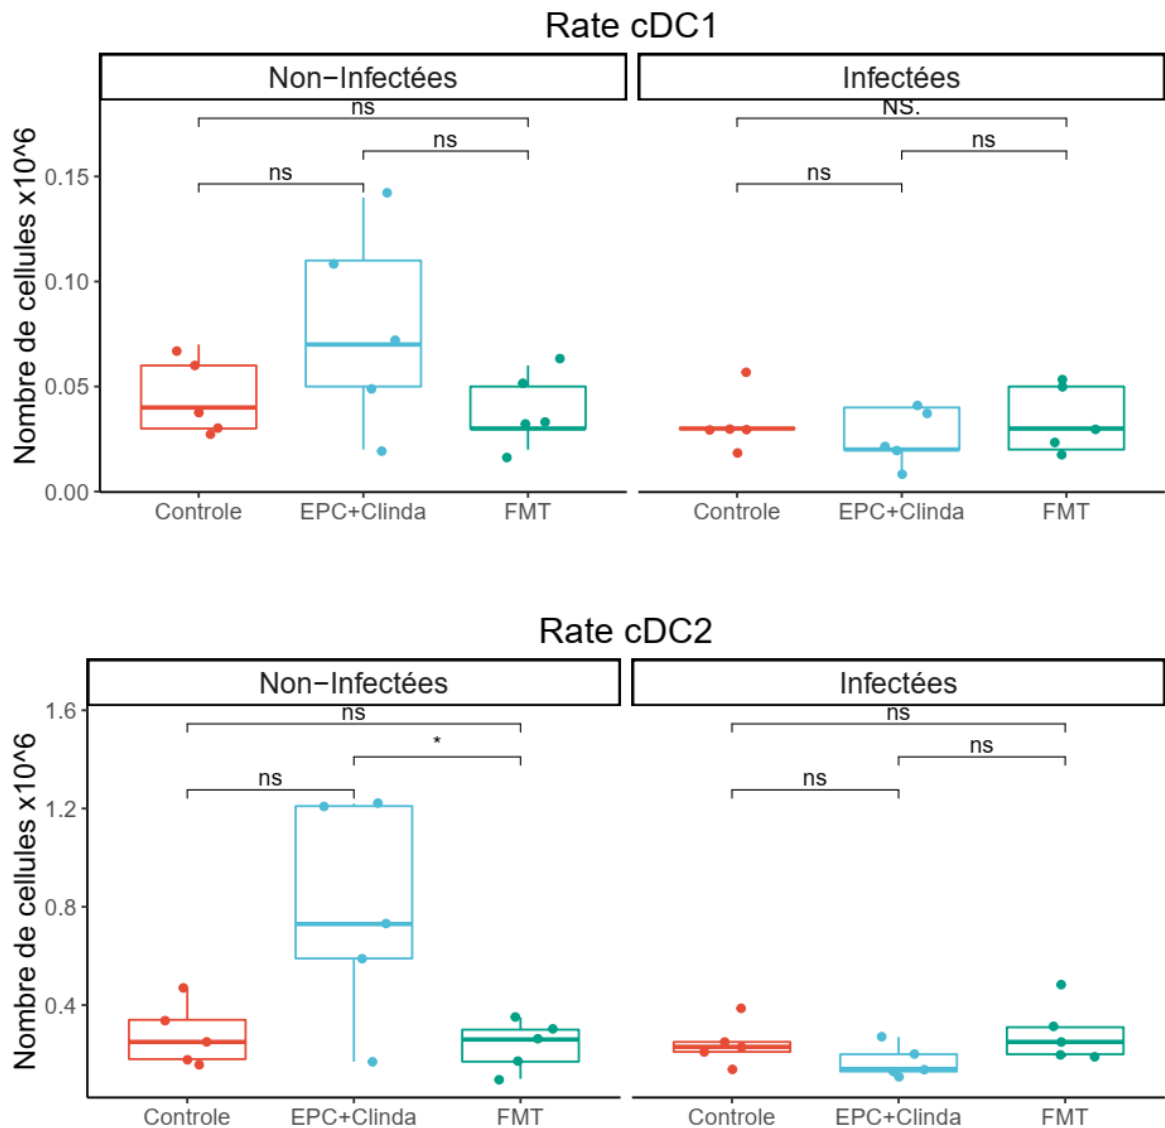 Rate cDC1
Non−Infectées
Infectées
ns
NS.
ns
ns
ns
ns
Nombre de cellules x10^6
0.15
0.10
0.05
0.00
Controle
EPC+Clinda
FMT
Controle
EPC+Clinda
FMT
Rate cDC2
Non−Infectées
Infectées
ns
ns
*
ns
ns
ns
Nombre de cellules x10^6
1.6
1.2
0.8
0.4
Controle
EPC+Clinda
FMT
Controle
EPC+Clinda
FMT